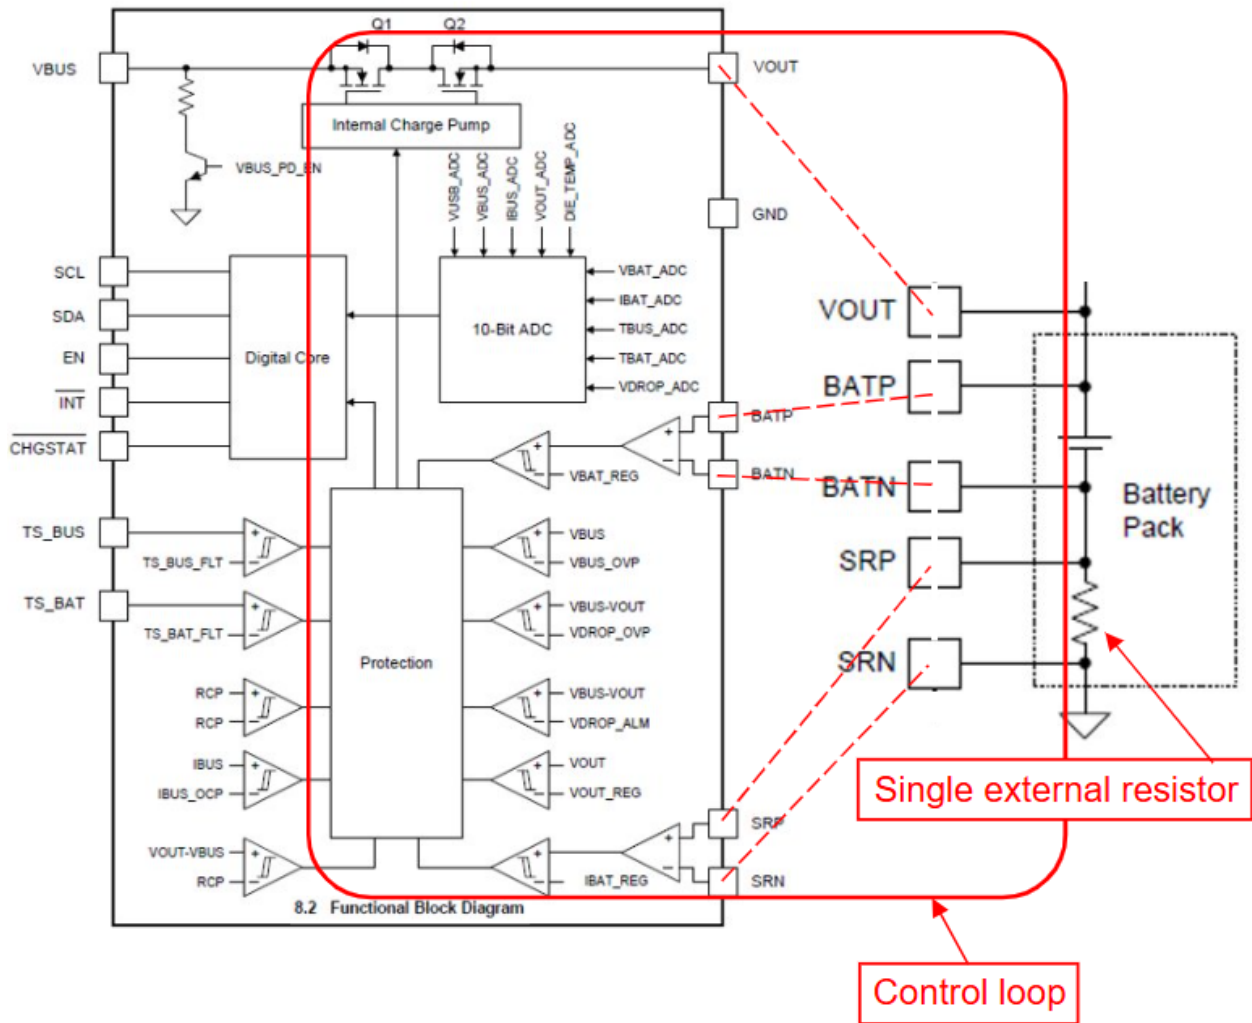 Q1
Q2
VBUS
VOUT
Internal Charge Pump
VBUS_PD_EN
VUSB_ADC
VBUS_ADC
IBUS_ADC
VOUT_ADC
DIE_TEMP_ADC
GND
SCL
SDA
EN
INT
CHGSTAT
Digital Core
10-Bit ADC
VBAT_ADC
IBAT_ADC
TBUS_ADC
TBAT_ADC
VDROP_ADC
BATP
BATN
VBAT_REG
TS_BUS
TS_BUS_FLT
TS_BAT
TS_BAT_FLT
RCP
RCP
IBUS
IBUS_OCP
VOUT-VBUS
RCP
Protection
VBUS
VBUS_OVP
VBUS-VOUT
VDROP_OVP
VBUS-VOUT
VDROP_ALM
VOUT
VOUT_REG
IBAT_REG
SRP
SRN
8.2 Functional Block Diagram
VOUT
BATP
BATN
SRP
SRN
Battery
Pack
Single external resistor
Control loop